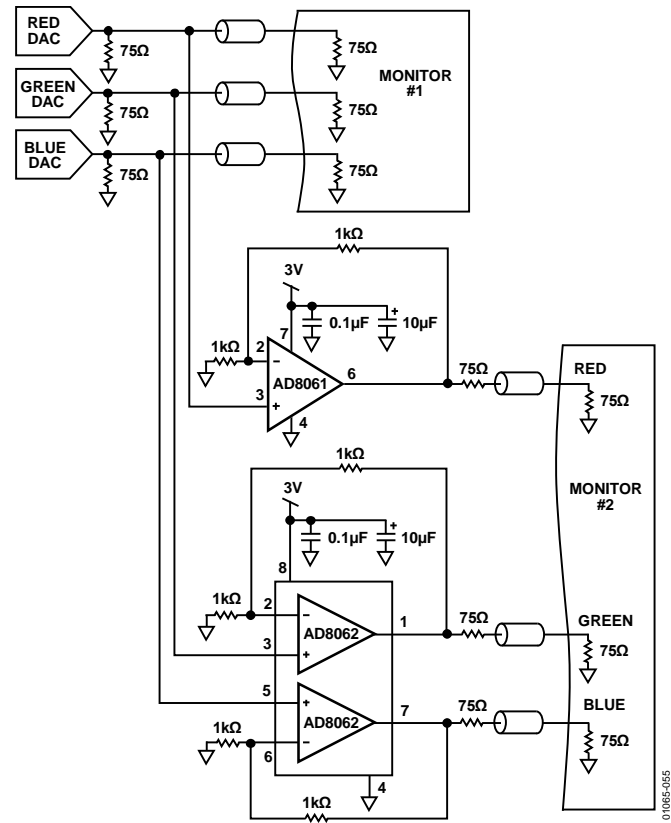 RED
DAC
75Ω
75Ω
MONITOR
#1
GREEN
DAC
75Ω
75Ω
BLUE
DAC
75Ω
75Ω
1kΩ
3V
7
0.1µF
+
10µF
1kΩ
2
−
AD8061
6
3
+
4
75Ω
RED
75Ω
MONITOR
#2
1kΩ
3V
8
0.1µF
+
10µF
1kΩ
2
−
AD8062
1
3
+
75Ω
GREEN
75Ω
5
+
AD8062
7
1kΩ
−
6
75Ω
BLUE
75Ω
4
1kΩ
01065-055